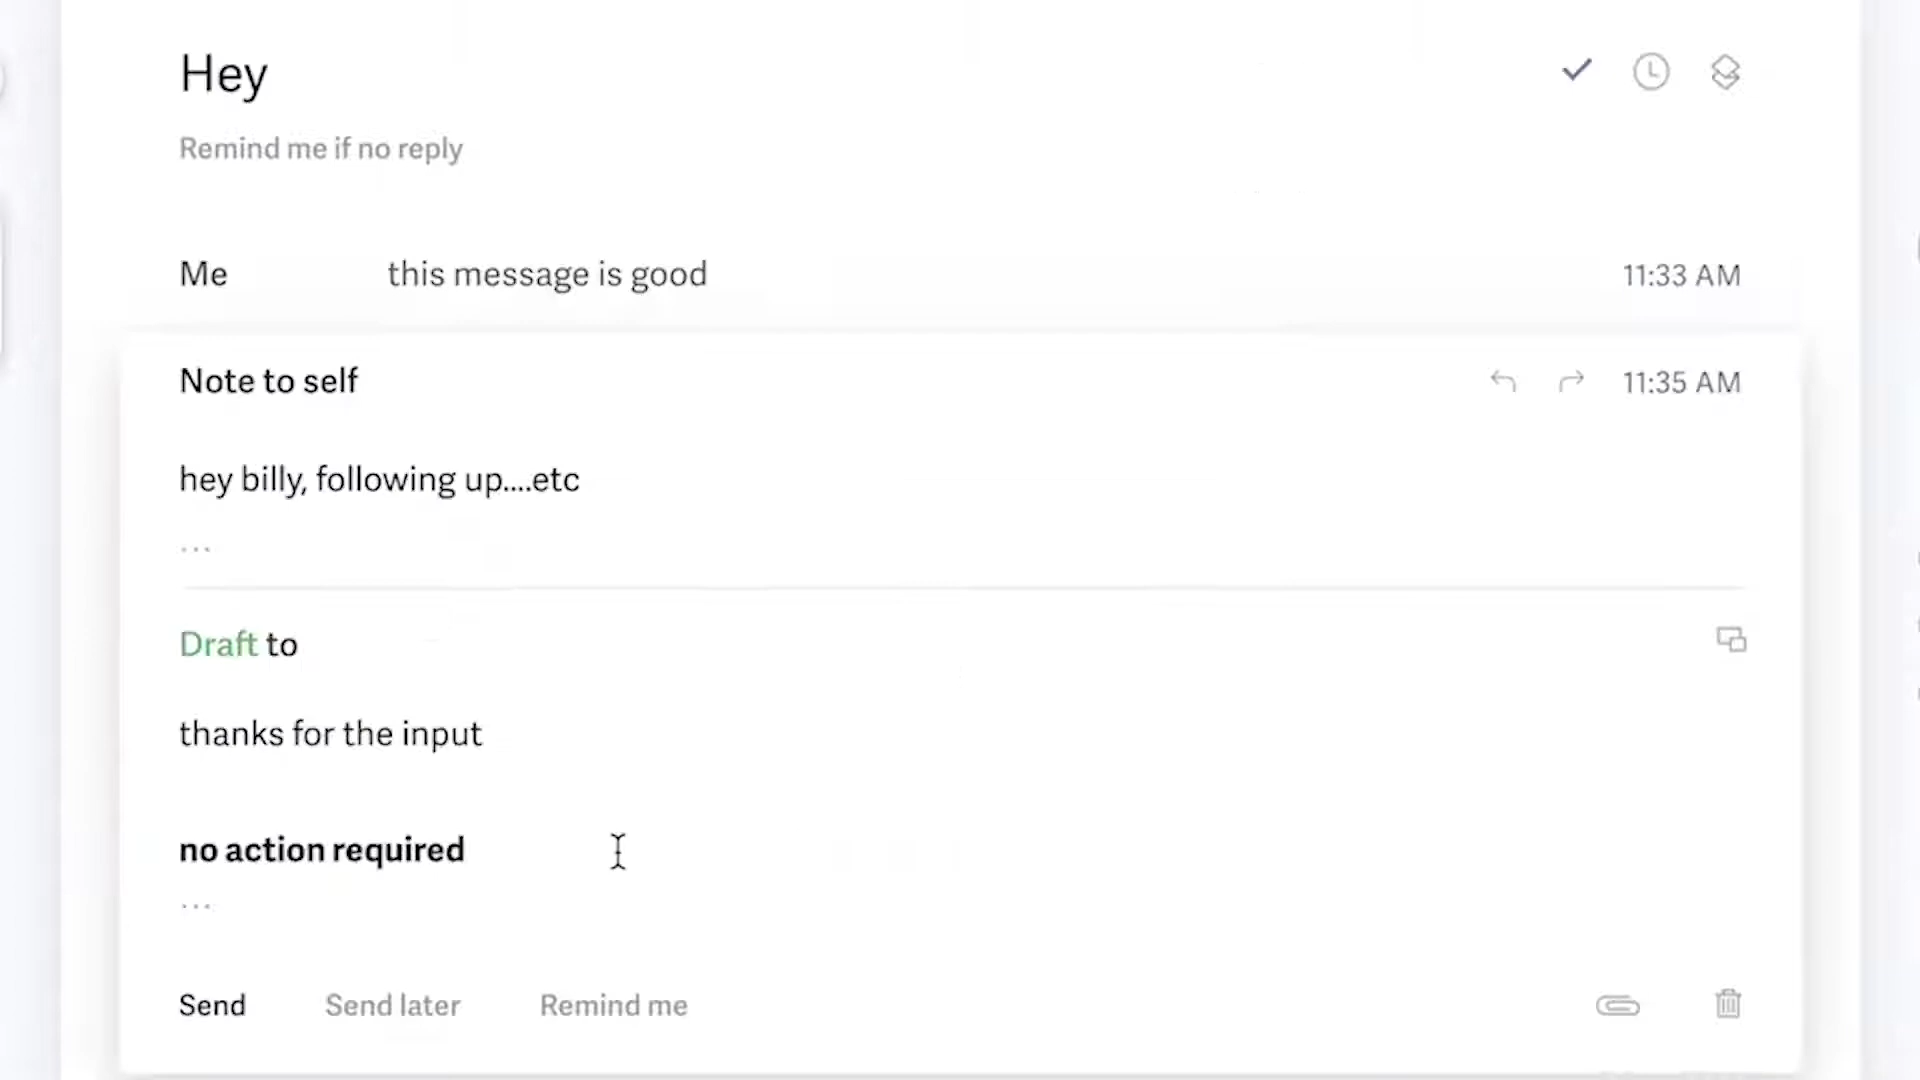 Hey
Remind me if no reply
Me this message is good 11:33 AM
Note to self 11:35 AM
hey billy, following up....etc
...
Draft to
thanks for the input
no action required
...
Send Send later Remind me